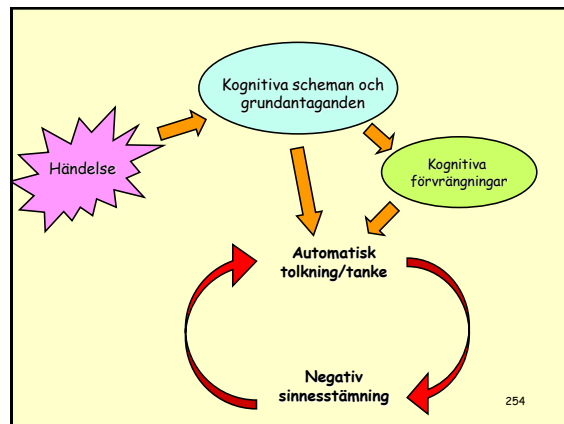 Kognitiva scheman och
grundantaganden
Händelse
Kognitiva
förvrängningar
Automatisk
tolkning/tanke
Negativ
sinnesstämning
254